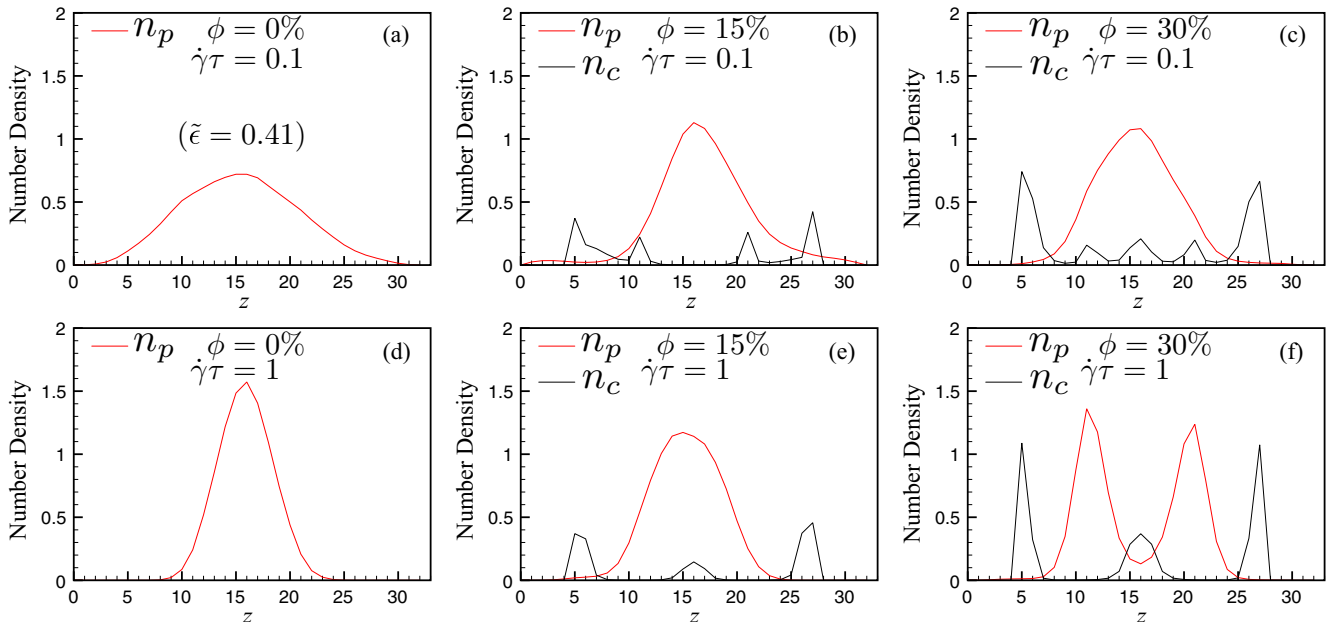 n_p ϕ = 0% (a)
γ̇τ = 0.1
(ϵ̃ = 0.41)
Number Density
2
1.5
1
0.5
0
0 5 10 15 20 25 30
z
n_p ϕ = 15% (b)
n_c γ̇τ = 0.1
Number Density
2
1.5
1
0.5
0
0 5 10 15 20 25 30
z
n_p ϕ = 30% (c)
n_c γ̇τ = 0.1
Number Density
2
1.5
1
0.5
0
0 5 10 15 20 25 30
z
n_p ϕ = 0% (d)
γ̇τ = 1
Number Density
2
1.5
1
0.5
0
0 5 10 15 20 25 30
z
n_p ϕ = 15% (e)
n_c γ̇τ = 1
Number Density
2
1.5
1
0.5
0
0 5 10 15 20 25 30
z
n_p ϕ = 30% (f)
n_c γ̇τ = 1
Number Density
2
1.5
1
0.5
0
0 5 10 15 20 25 30
z